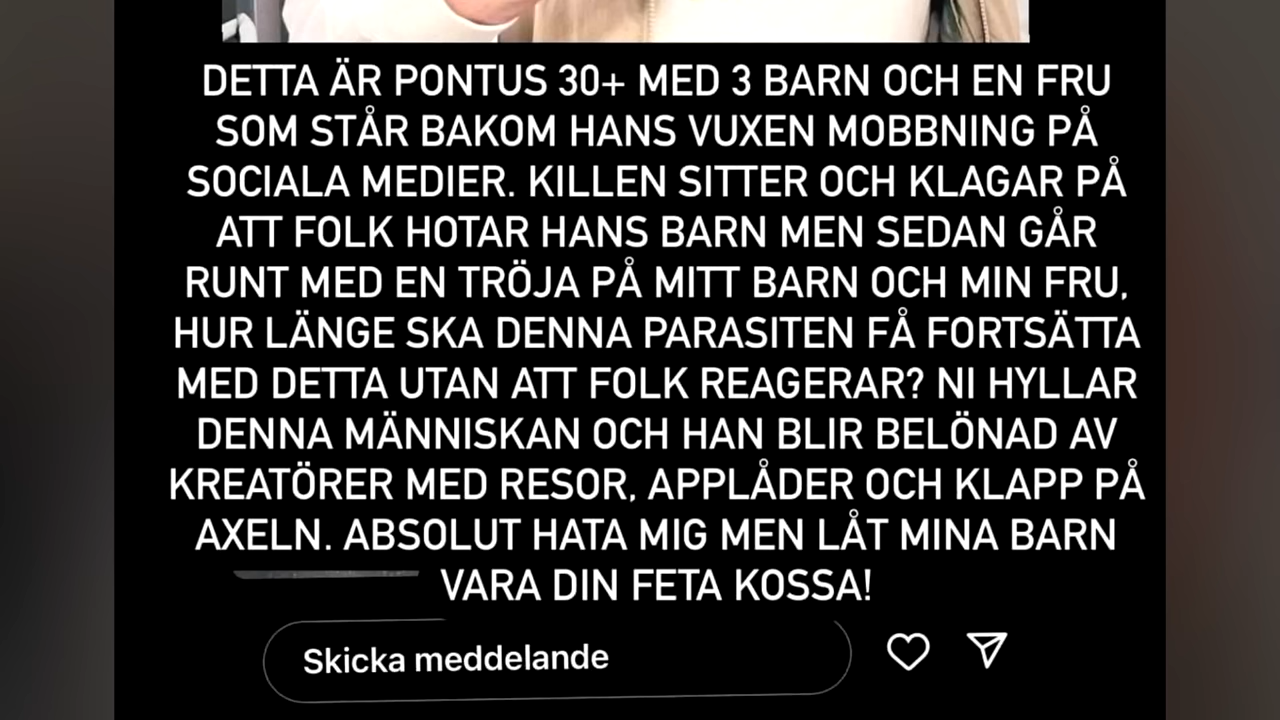 DETTA ÄR PONTUS 30+ MED 3 BARN OCH EN FRU
SOM STÅR BAKOM HANS VUXEN MOBBNING PÅ
SOCIALA MEDIER. KILLEN SITTER OCH KLAGAR PÅ
ATT FOLK HOTAR HANS BARN MEN SEDAN GÅR
RUNT MED EN TRÖJA PÅ MITT BARN OCH MIN FRU,
HUR LÄNGE SKA DENNA PARASITEN FÅ FORTSÄTTA
MED DETTA UTAN ATT FOLK REAGERAR? NI HYLLAR
DENNA MÄNNISKAN OCH HAN BLIR BELÖNAD AV
KREATÖRER MED RESOR, APPLÅDER OCH KLAPP PÅ
AXELN. ABSOLUT HATA MIG MEN LÅT MINA BARN
VARA DIN FETA KOSSA!
Skicka meddelande